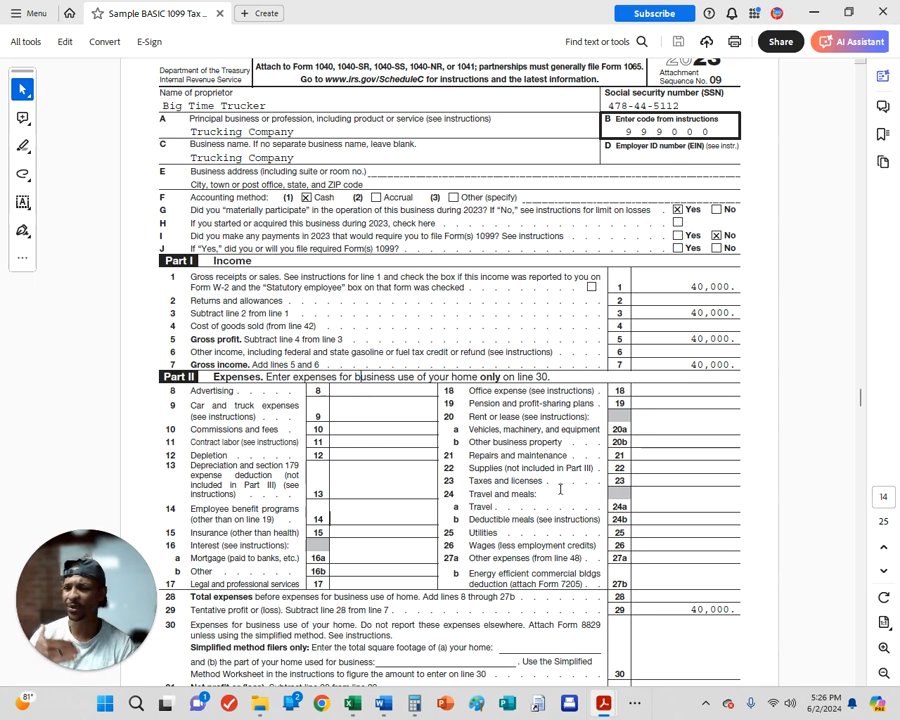 Menu
Sample BASIC 1099 Tax ...
Create
Subscribe
All tools
Edit
Convert
E-Sign
Find text or tools
Share
AI Assistant
Department of the Treasury
Internal Revenue Service
Attach to Form 1040, 1040-SR, 1040-SS, 1040-NR, or 1041; partnerships must generally file Form 1065.
Go to www.irs.gov/ScheduleC for instructions and the latest information.
2023
Attachment
Sequence No. 09
Name of proprietor
Big Time Trucker
Social security number (SSN)
478-44-5112
A Principal business or profession, including product or service (see instructions)
Trucking Company
B Enter code from instructions
9 9 9 0 0 0
C Business name. If no separate business name, leave blank.
Trucking Company
D Employer ID number (EIN) (see instr.)
E Business address (including suite or room no.)
City, town or post office, state, and ZIP code
F Accounting method: (1) X Cash (2) Accrual (3) Other (specify)
G Did you "materially participate" in the operation of this business during 2023? If "No," see instructions for limit on losses . X Yes No
H If you started or acquired this business during 2023, check here
I Did you make any payments in 2023 that would require you to file Form(s) 1099? See instructions Yes X No
J If "Yes," did you or will you file required Form(s) 1099? Yes No
Part I Income
1 Gross receipts or sales. See instructions for line 1 and check the box if this income was reported to you on
Form W-2 and the "Statutory employee" box on that form was checked 1 40,000.
2 Returns and allowances 2
3 Subtract line 2 from line 1 3 40,000.
4 Cost of goods sold (from line 42) 4
5 Gross profit. Subtract line 4 from line 3 5 40,000.
6 Other income, including federal and state gasoline or fuel tax credit or refund (see instructions) 6
7 Gross income. Add lines 5 and 6 7 40,000.
Part II Expenses. Enter expenses for business use of your home only on line 30.
8 Advertising 8
9 Car and truck expenses
(see instructions) 9
10 Commissions and fees 10
11 Contract labor (see instructions) 11
12 Depletion 12
13 Depreciation and section 179
expense deduction (not
included in Part III) (see
instructions) 13
14 Employee benefit programs
(other than on line 19) 14
15 Insurance (other than health) 15
16 Interest (see instructions):
a Mortgage (paid to banks, etc.) 16a
b Other 16b
17 Legal and professional services 17
18 Office expense (see instructions) 18
19 Pension and profit-sharing plans 19
20 Rent or lease (see instructions):
a Vehicles, machinery, and equipment 20a
b Other business property 20b
21 Repairs and maintenance 21
22 Supplies (not included in Part III) 22
23 Taxes and licenses 23
24 Travel and meals:
a Travel 24a
b Deductible meals (see instructions) 24b
25 Utilities 25
26 Wages (less employment credits) 26
27a Other expenses (from line 48) 27a
b Energy efficient commercial bldgs
deduction (attach Form 7205) 27b
28 Total expenses before expenses for business use of home. Add lines 8 through 27b 28
29 Tentative profit or (loss). Subtract line 28 from line 7 29 40,000.
30 Expenses for business use of your home. Do not report these expenses elsewhere. Attach Form 8829
unless using the simplified method. See instructions.
Simplified method filers only: Enter the total square footage of (a) your home:
and (b) the part of your home used for business: . Use the Simplified
Method Worksheet in the instructions to figure the amount to enter on line 30 30
14
25
81°
5:26 PM
6/2/2024